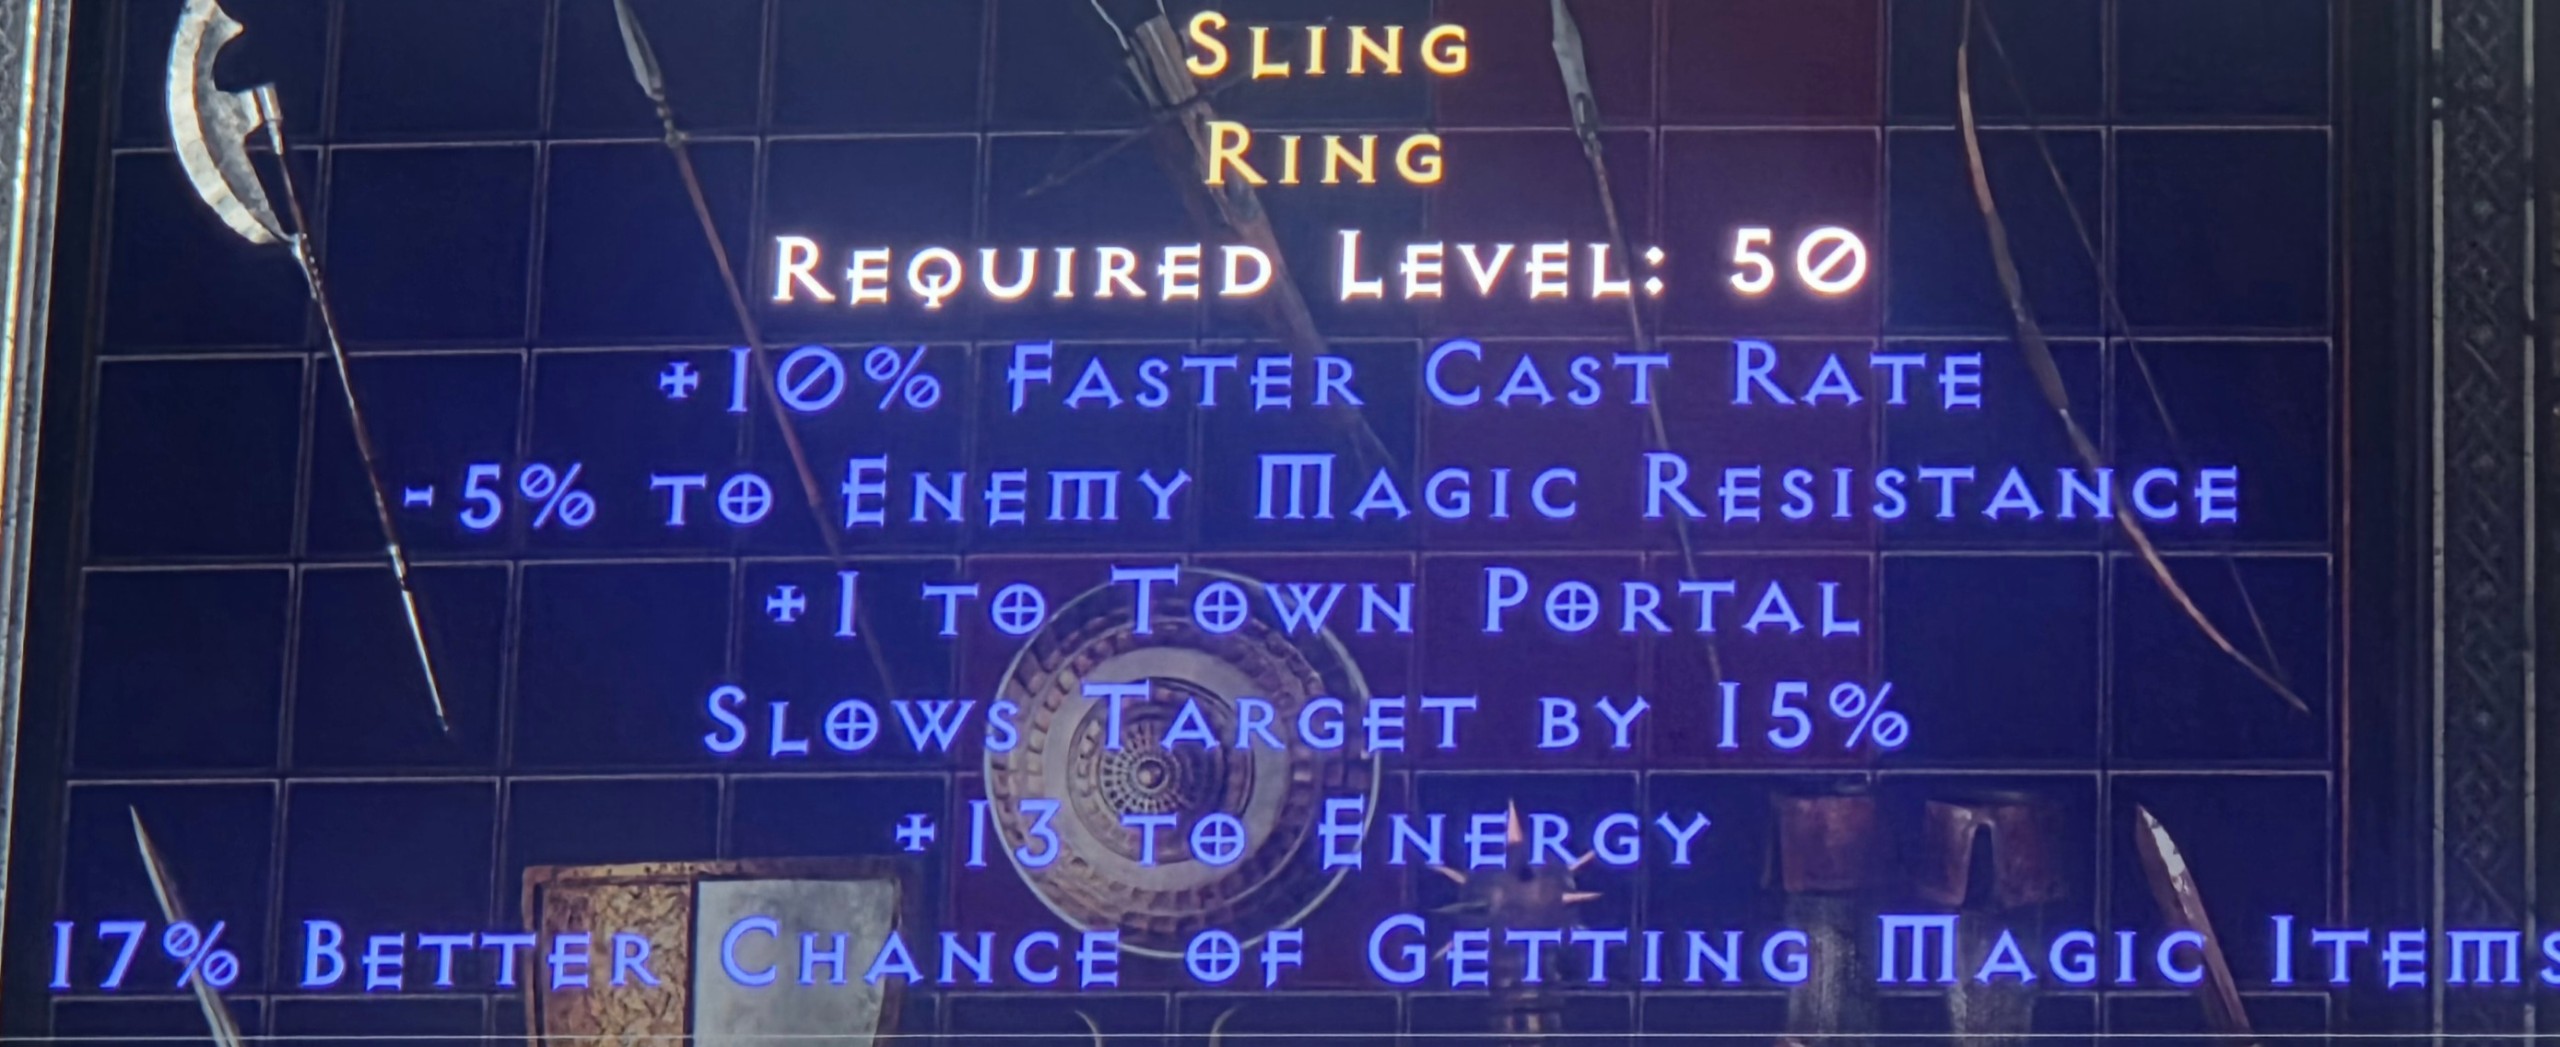 Sling
Ring
Required Level: 50
+10% Faster Cast Rate
-5% to Enemy Magic Resistance
+1 to Town Portal
Slows Target by 15%
+13 to Energy
17% Better Chance of Getting Magic Items